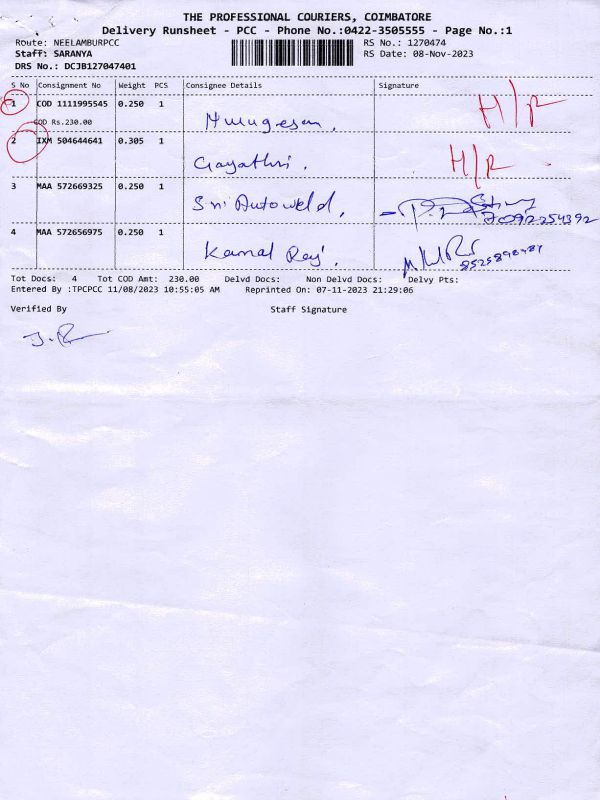 THE PROFESSIONAL COURIERS, COIMBATORE
Delivery Runsheet - PCC - Phone No.:0422-3505555 - Page No.:1
Route: NEELAMBURPCC RS No.: 1270474
Staff: SARANYA RS Date: 08-Nov-2023
DRS No.: DCJB127047401
S No Consignment No Weight PCS Consignee Details Signature
1 COD 1111995545 0.250 1 Murugesan, H/R
COD Rs.230.00
2 IXM 504644641 0.305 1 Gayathri. H/R
3 MAA 572669325 0.250 1 Sri Autoweld, 7092254392
4 MAA 572656975 0.250 1 Kamal Raj.
Tot Docs: 4 Tot COD Amt: 230.00 Delvd Docs: Non Delvd Docs: Delvy Pts:
Entered By :TPCPCC 11/08/2023 10:55:05 AM Reprinted On: 07-11-2023 21:29:06
Verified By Staff Signature